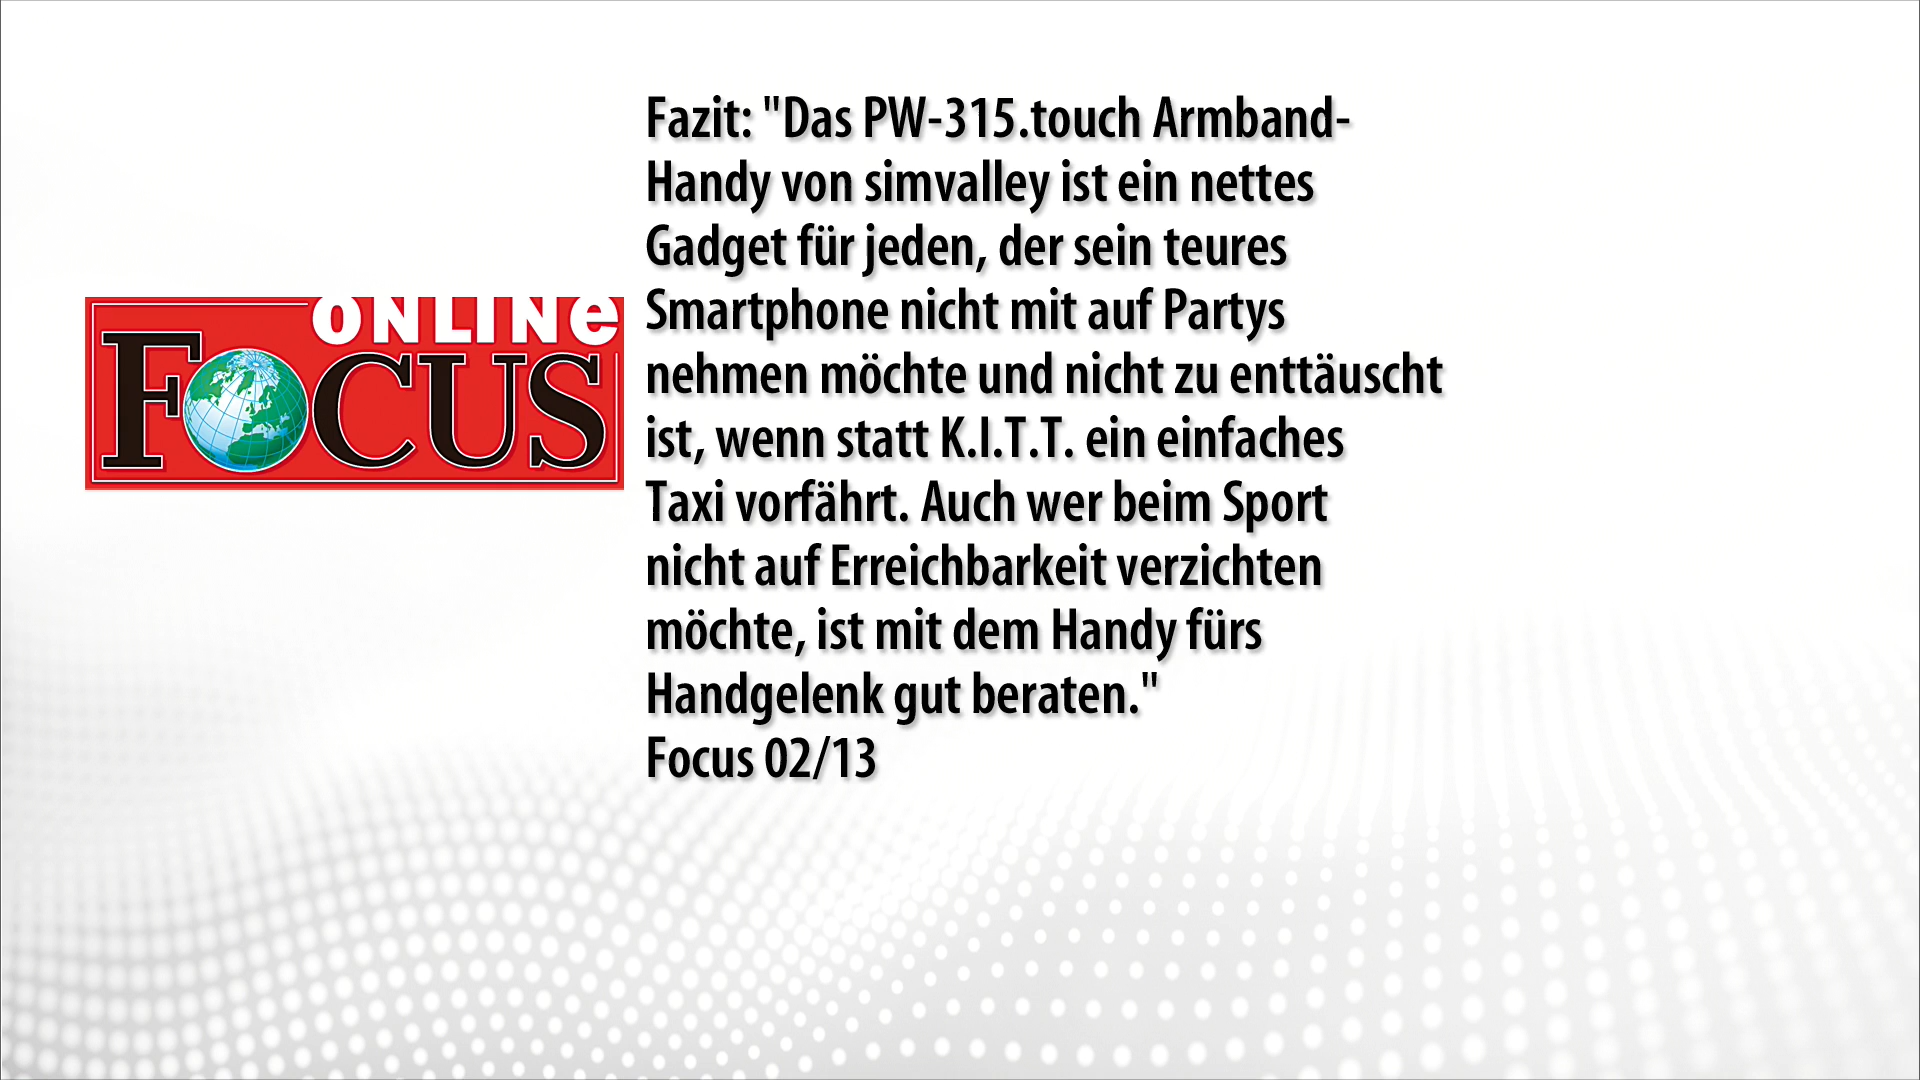 ONLINe
FOCUS
Fazit: "Das PW-315.touch Armband-
Handy von simvalley ist ein nettes
Gadget für jeden, der sein teures
Smartphone nicht mit auf Partys
nehmen möchte und nicht zu enttäuscht
ist, wenn statt K.I.T.T. ein einfaches
Taxi vorfährt. Auch wer beim Sport
nicht auf Erreichbarkeit verzichten
möchte, ist mit dem Handy fürs
Handgelenk gut beraten."
Focus 02/13